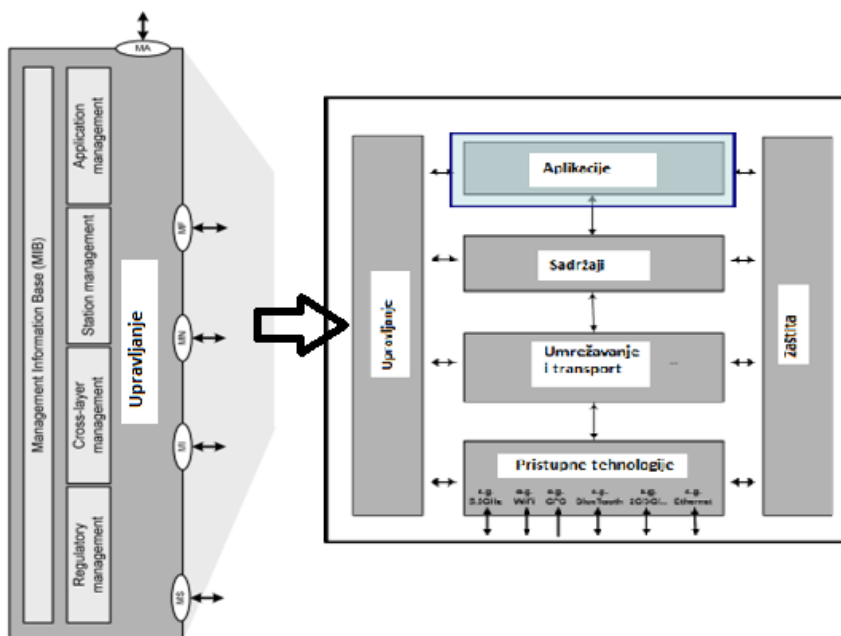 MA
Management Information Base (MIB)
Application
management
Station management
Cross-layer
management
Regulatory
management
Upravljanje
MF
MN
MI
MS
Upravljanje
Aplikacije
Sadržaji
Umrežavanje
i transport
...
Pristupne tehnologije
e.g. e.g. e.g. e.g. e.g. e.g.
WiFi Ethernet
zaštita